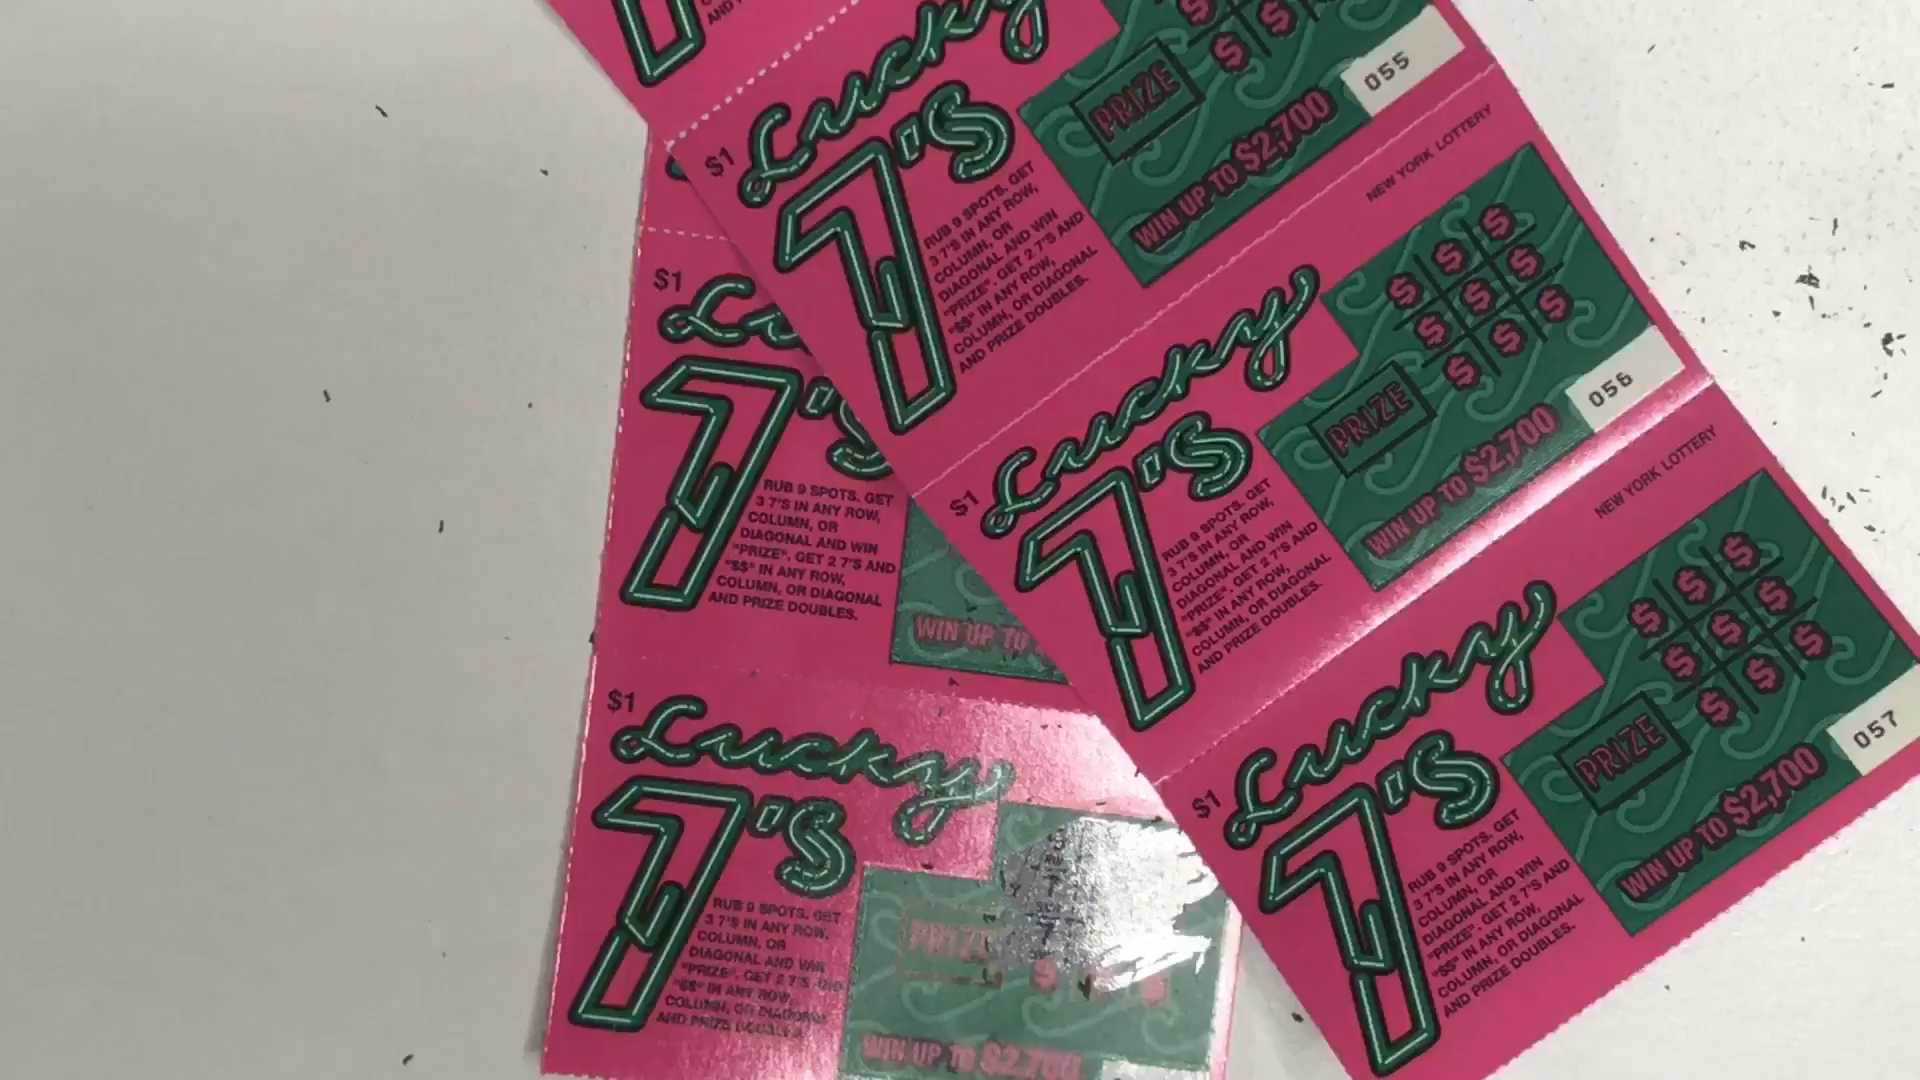 $1
Lucky
7'S
RUB 9 SPOTS. GET
3 7'S IN ANY ROW,
COLUMN, OR
DIAGONAL AND WIN
"PRIZE". GET 2 7'S AND
"$$" IN ANY ROW,
COLUMN, OR DIAGONAL
AND PRIZE DOUBLES.
$ $
$
PRIZE
WIN UP TO $2,700
055
NEW YORK LOTTERY
$1
Lucky
7'S
RUB 9 SPOTS. GET
3 7'S IN ANY ROW,
COLUMN, OR
DIAGONAL AND WIN
"PRIZE". GET 2 7'S AND
"$$" IN ANY ROW,
COLUMN, OR DIAGONAL
AND PRIZE DOUBLES.
$ $ $
$ $ $
$ $ $
PRIZE
WIN UP TO $2,700
056
NEW YORK LOTTERY
$1
Lucky
7'S
RUB 9 SPOTS. GET
3 7'S IN ANY ROW,
COLUMN, OR
DIAGONAL AND WIN
"PRIZE". GET 2 7'S AND
"$$" IN ANY ROW,
COLUMN, OR DIAGONAL
AND PRIZE DOUBLES.
$ $ $
$ $ $
$ $ $
PRIZE
WIN UP TO $2,700
057
$1
7'S
RUB 9 SPOTS. GET
3 7'S IN ANY ROW,
COLUMN, OR
DIAGONAL AND WIN
"PRIZE". GET 2 7'S AND
"$$" IN ANY ROW,
COLUMN, OR DIAGONAL
AND PRIZE DOUBLES.
WIN UP TO
$1
Lucky
7'S
RUB 9 SPOTS. GET
3 7'S IN ANY ROW,
COLUMN, OR
DIAGONAL AND WIN
"PRIZE". GET 2 7'S AND
"$$" IN ANY ROW,
COLUMN, OR DIAGONAL
AND PRIZE DOUBLES.
7
7
PRIZE
WIN UP TO $2,700